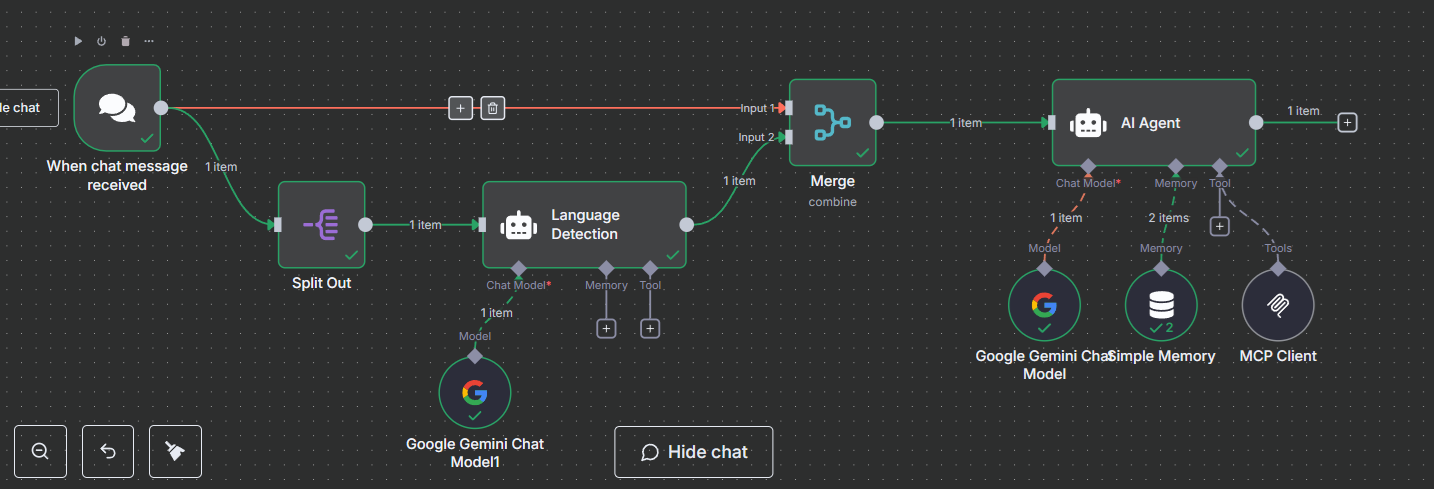 le chat
When chat message
received
1 item
Split Out
1 item
Language
Detection
Chat Model*
Memory
Tool
1 item
Model
Google Gemini Chat
Model1
1 item
Input 1
Input 2
Merge
combine
1 item
AI Agent
1 item
Chat Model*
Memory
Tool
1 item
2 items
Model
Memory
Tools
2
Google Gemini Chat
Model
Simple Memory
MCP Client
Hide chat